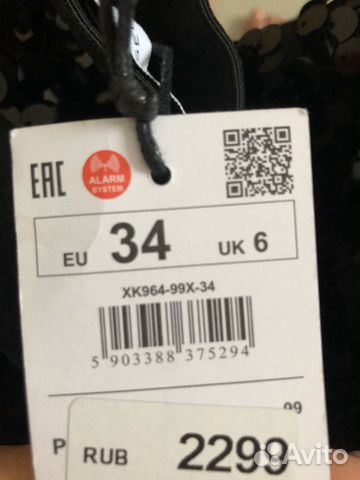 EAC
ALARM
SYSTEM
EU 34 UK 6
XK964-99X-34
5 903388 375294
99
P
RUB 2299
Avito